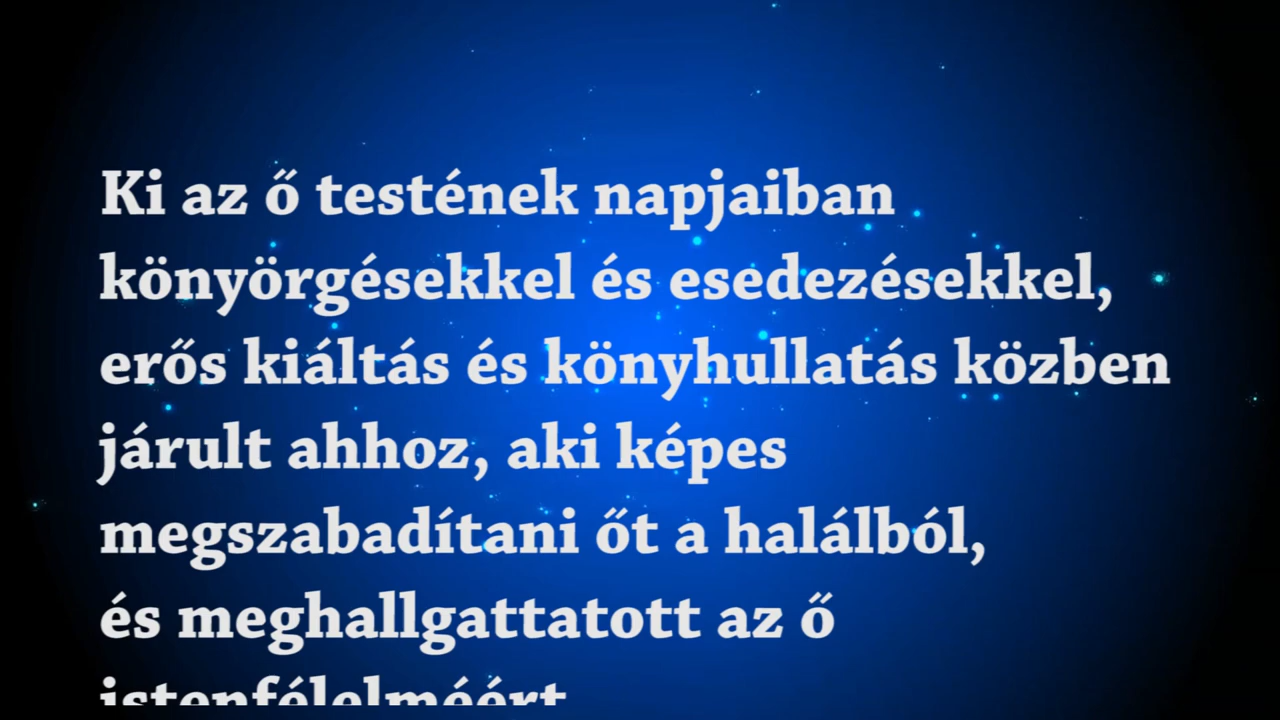 Ki az ő testének napjaiban
könyörgésekkel és esedezésekkel,
erős kiáltás és könyhullatás közben
járult ahhoz, aki képes
megszabadítani őt a halálból,
és meghallgattatott az ő
istenfélelméért